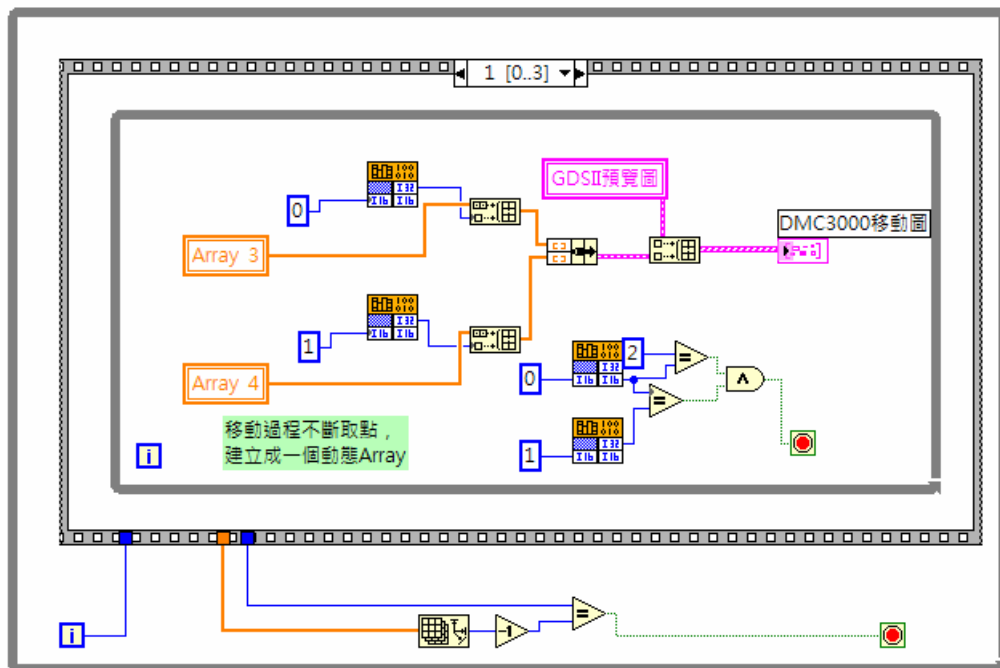 1 [0..3]
GDSII預覽圖
0
DMC3000移動圖
Array 3
1
2
Array 4
0
移動過程不斷取點，
建立成一個動態Array
1
i
i
-1